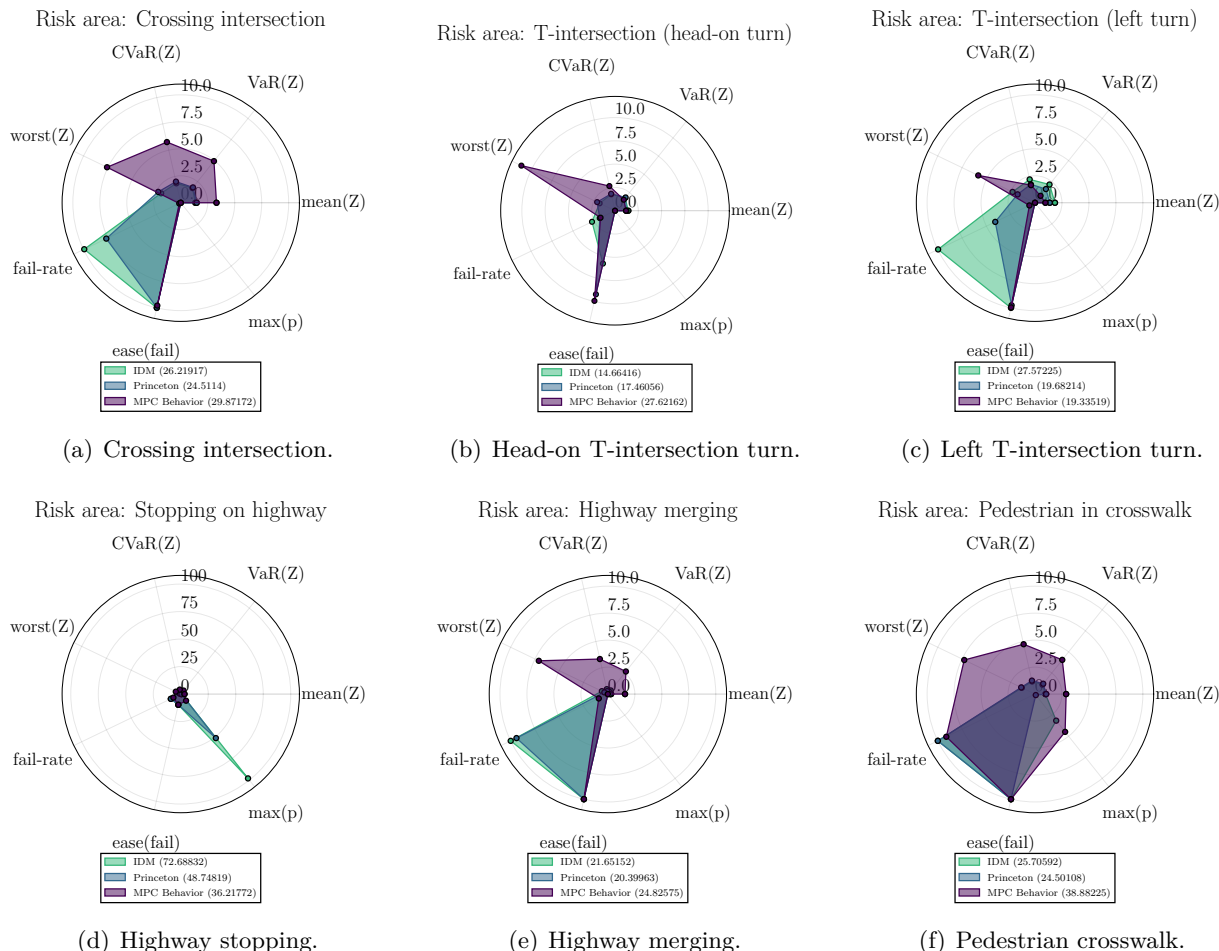 Risk area: Crossing intersection
CVaR(Z)
VaR(Z)
10.0
7.5
5.0
2.5
0.0
worst(Z)
mean(Z)
fail-rate
max(p)
ease(fail)
IDM (26.21917)
Princeton (24.5114)
MPC Behavior (29.87172)
(a) Crossing intersection.
Risk area: T-intersection (head-on turn)
CVaR(Z)
VaR(Z)
10.0
7.5
5.0
2.5
0
worst(Z)
mean(Z)
fail-rate
max(p)
ease(fail)
IDM (14.66416)
Princeton (17.46056)
MPC Behavior (27.62162)
(b) Head-on T-intersection turn.
Risk area: T-intersection (left turn)
CVaR(Z)
VaR(Z)
10.0
7.5
5.0
2.5
0.0
worst(Z)
mean(Z)
fail-rate
max(p)
ease(fail)
IDM (27.57225)
Princeton (19.68214)
MPC Behavior (19.33519)
(c) Left T-intersection turn.
Risk area: Stopping on highway
CVaR(Z)
VaR(Z)
100
75
50
25
0
worst(Z)
mean(Z)
fail-rate
max(p)
ease(fail)
IDM (72.68832)
Princeton (48.74819)
MPC Behavior (36.21772)
(d) Highway stopping.
Risk area: Highway merging
CVaR(Z)
VaR(Z)
10.0
7.5
5.0
2.5
0.0
worst(Z)
mean(Z)
fail-rate
max(p)
ease(fail)
IDM (21.65152)
Princeton (20.39963)
MPC Behavior (24.82575)
(e) Highway merging.
Risk area: Pedestrian in crosswalk
CVaR(Z)
VaR(Z)
10.0
7.5
5.0
2.5
0.0
worst(Z)
mean(Z)
fail-rate
max(p)
ease(fail)
IDM (25.70592)
Princeton (24.50108)
MPC Behavior (38.88225)
(f) Pedestrian crosswalk.